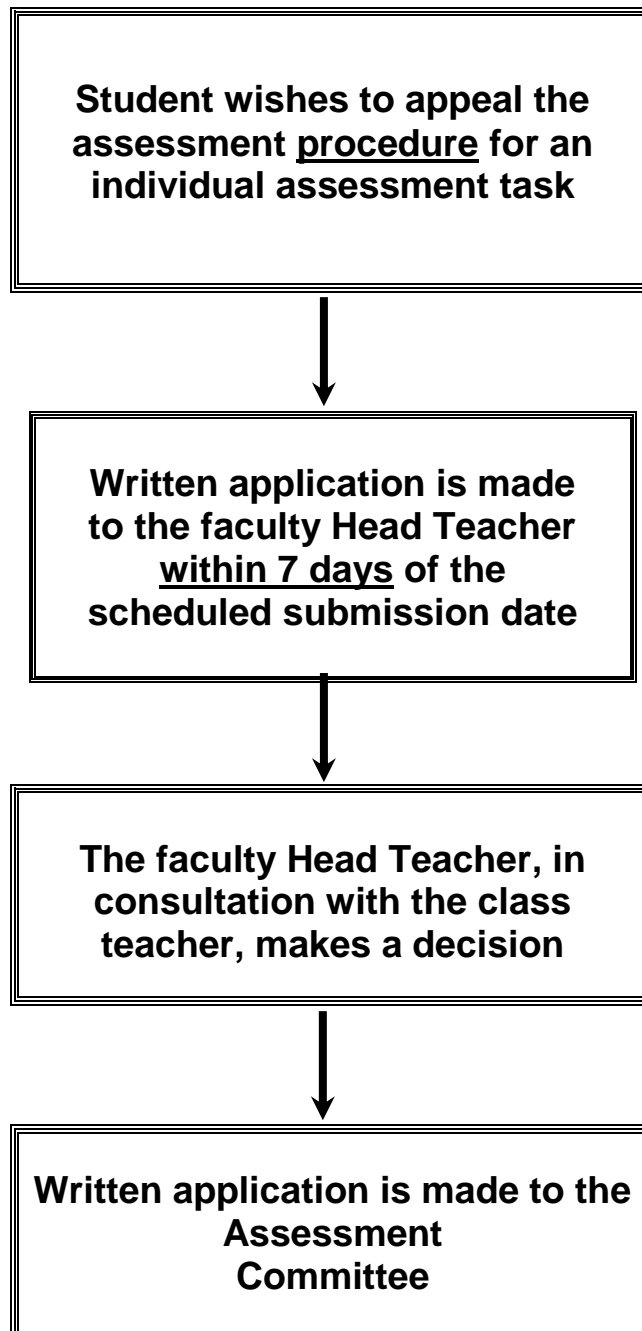 Student wishes to appeal the
assessment procedure for an
individual assessment task
Written application is made
to the faculty Head Teacher
within 7 days of the
scheduled submission date
The faculty Head Teacher, in
consultation with the class
teacher, makes a decision
Written application is made to the
Assessment
Committee